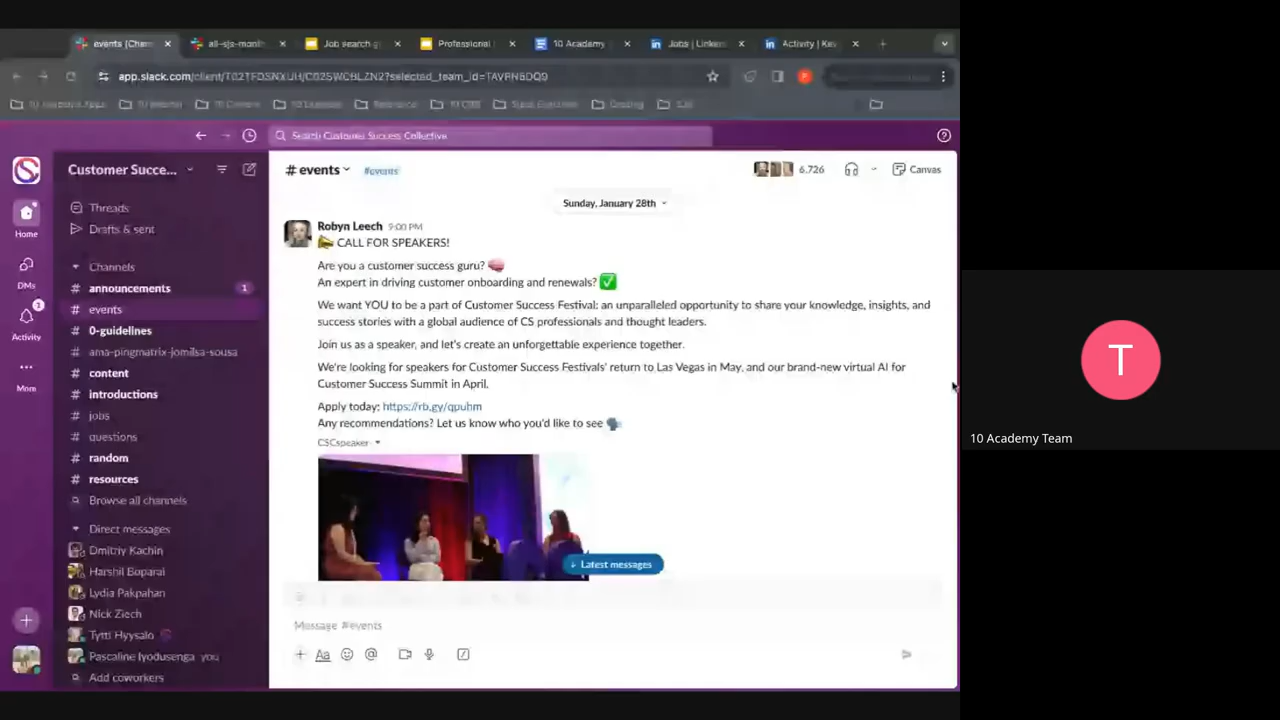 events (Chan
all-sjs-month
Job search g
Professional
10 Academy
Jobs | Linke
Activity | Kev
app.slack.com/client/
Search Customer Success Collective
Customer Succe...
# events
#events
6,726
Canvas
Home
DMs
Activity
More
Threads
Drafts & sent
Channels
# announcements 1
# events
# 0-guidelines
# ama-pingmatrix-jomilsa-sousa
# content
# introductions
# jobs
# questions
# random
# resources
Browse all channels
Direct messages
Dmitriy Kachin
Harshil Boparai
Lydia Pakpahan
Nick Ziech
Tytti Hyysalo
Pascaline Iyodusenga you
Add coworkers
Sunday, January 28th
Robyn Leech 9:00 PM
CALL FOR SPEAKERS!
Are you a customer success guru?
An expert in driving customer onboarding and renewals?
We want YOU to be a part of Customer Success Festival: an unparalleled opportunity to share your knowledge, insights, and
success stories with a global audience of CS professionals and thought leaders.
Join us as a speaker, and let's create an unforgettable experience together.
We're looking for speakers for Customer Success Festivals' return to Las Vegas in May, and our brand-new virtual AI for
Customer Success Summit in April.
Apply today: https://rb.gy/qpuhm
Any recommendations? Let us know who you'd like to see
CSCspeaker
↓ Latest messages
Message #events
Aa
T
10 Academy Team